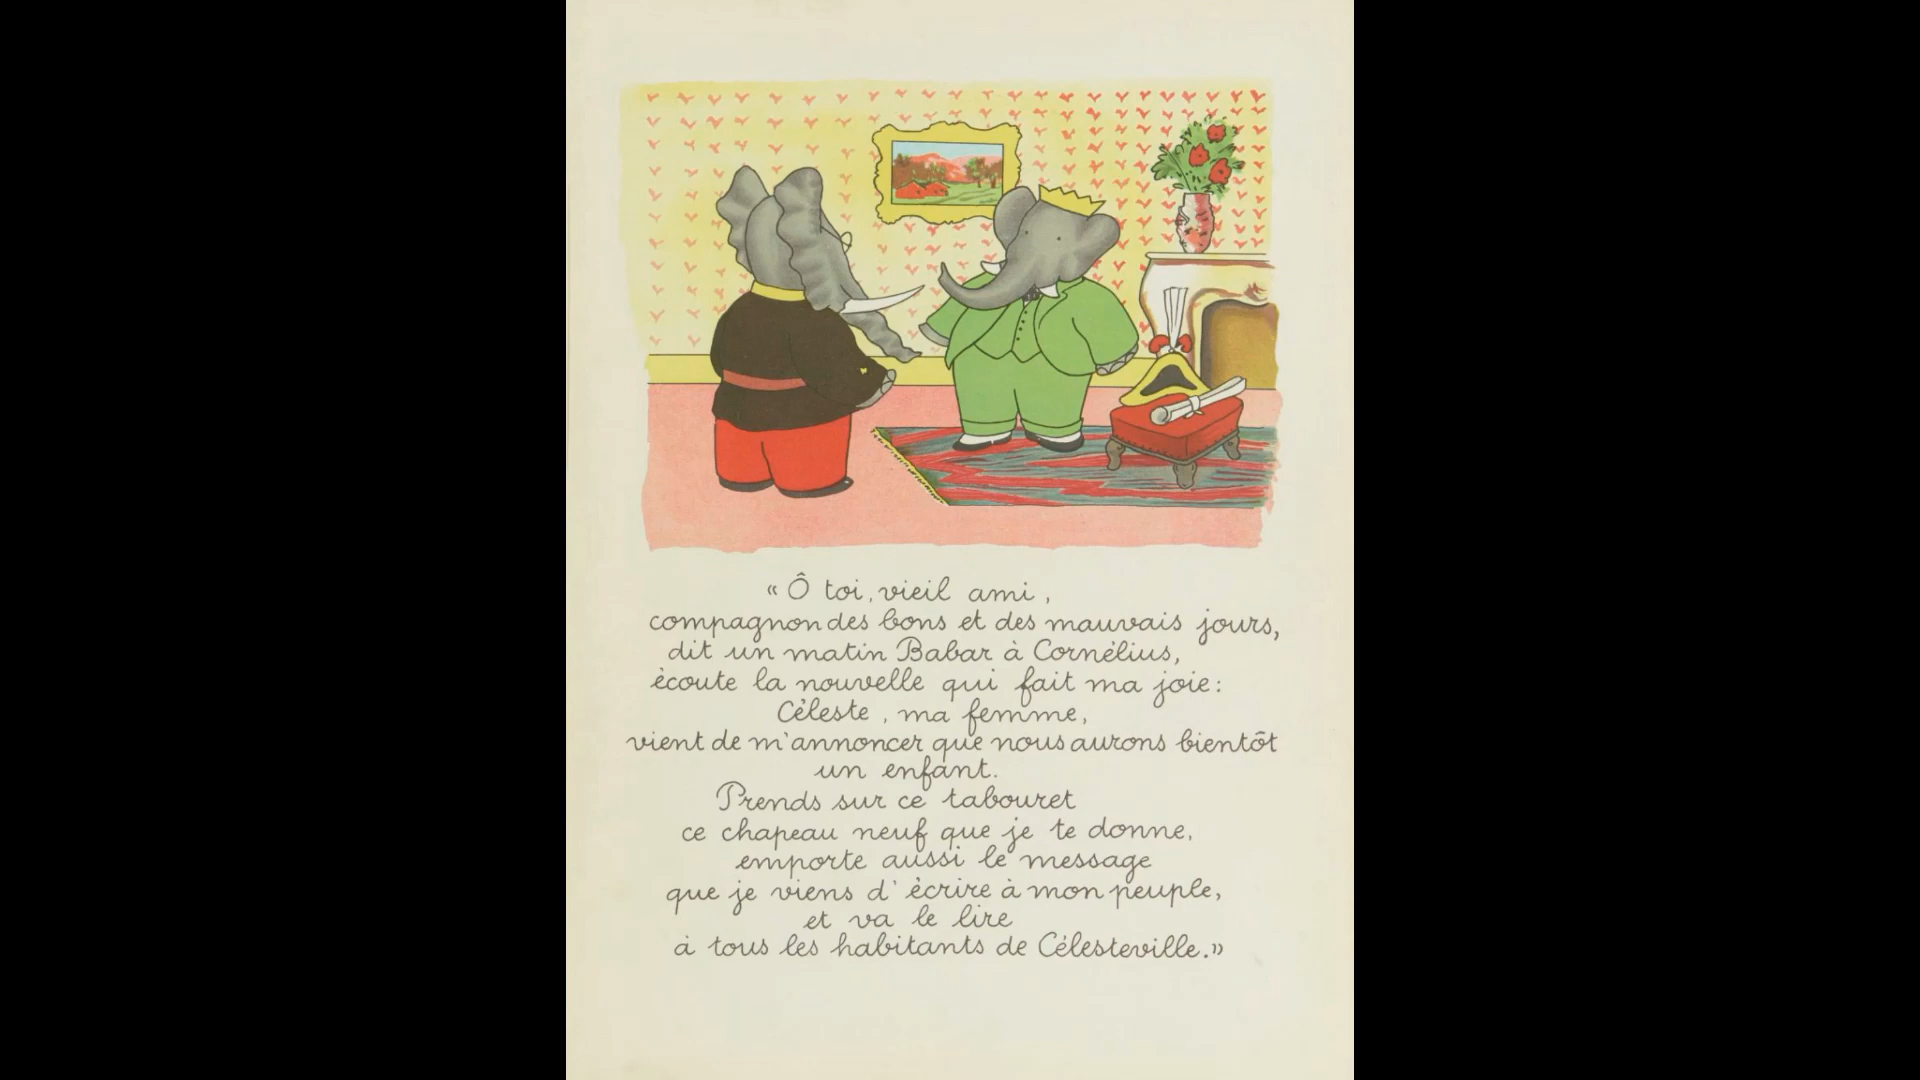 « Ô toi, vieil ami,
compagnon des bons et des mauvais jours,
dit un matin Babar à Cornélius,
écoute la nouvelle qui fait ma joie:
Céleste, ma femme,
vient de m'annoncer que nous aurons bientôt
un enfant.
Prends sur ce tabouret
ce chapeau neuf que je te donne,
emporte aussi le message
que je viens d'écrire à mon peuple,
et va le lire
à tous les habitants de Célesteville.»